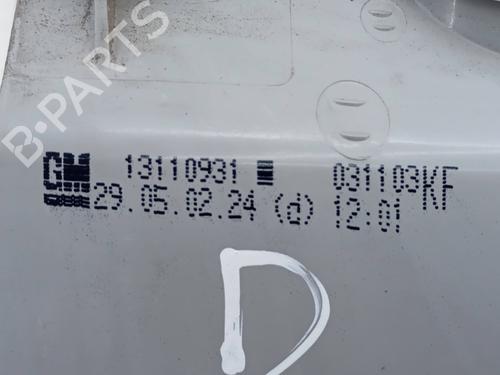 B-PARTS
GM 13110931 031103KF
29.05.02.24 (d) 12:01
D